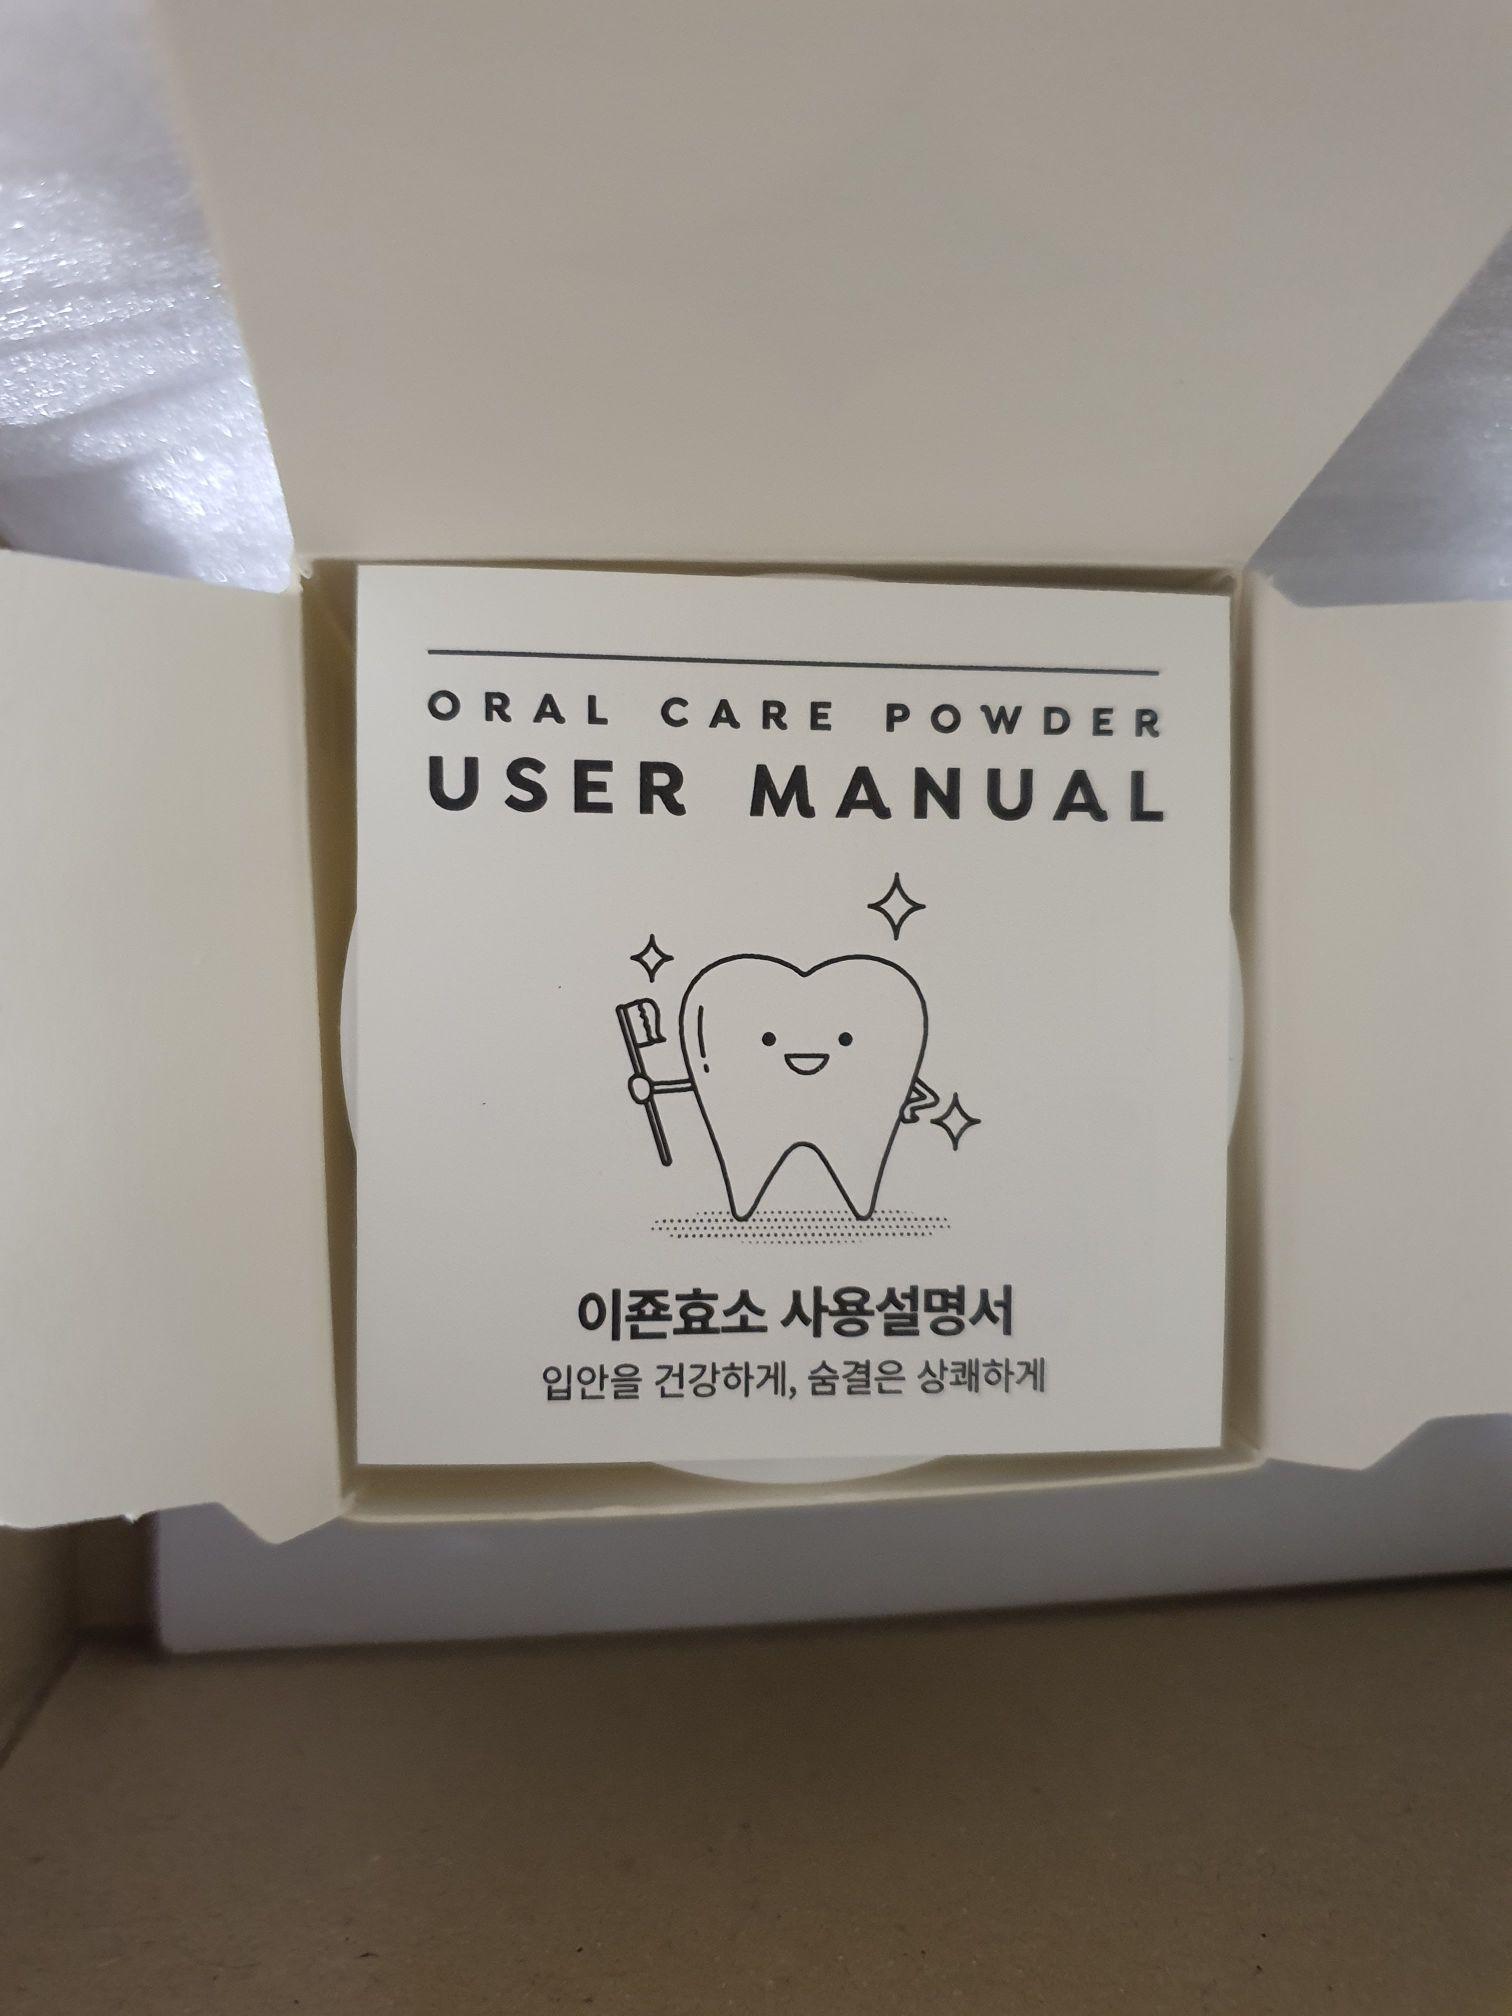 ORAL CARE POWDER
USER MANUAL
이죤효소 사용설명서
입안을 건강하게, 숨결은 상쾌하게